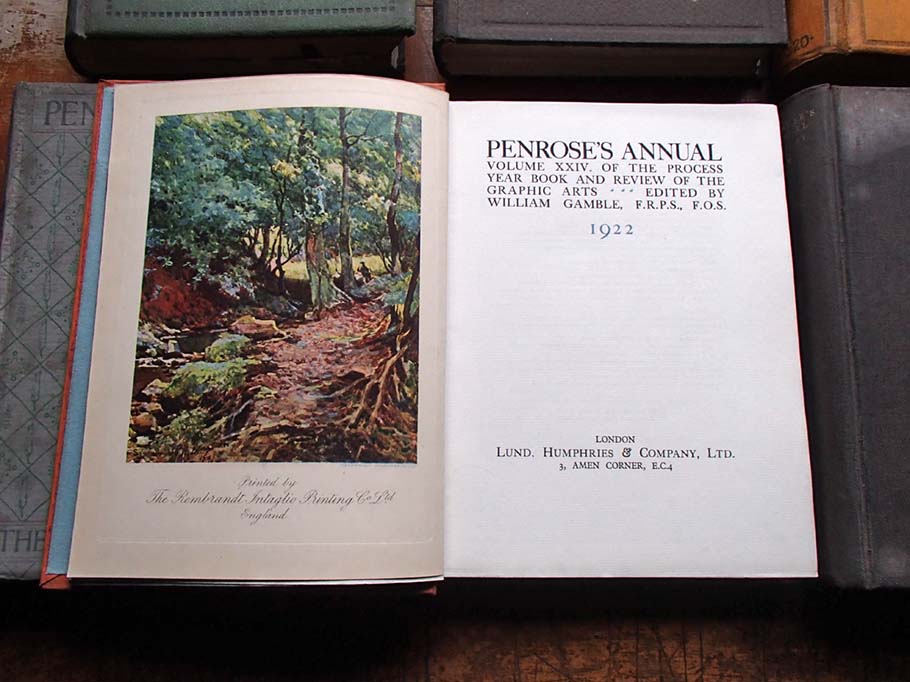 20.
PEN
THE
Printed by
The Rembrandt Intaglio Printing Co Ltd
England
PENROSE'S ANNUAL
VOLUME XXIV. OF THE PROCESS
YEAR BOOK AND REVIEW OF THE
GRAPHIC ARTS · · · EDITED BY
WILLIAM GAMBLE, F.R.P.S., F.O.S.
1922
LONDON
LUND, HUMPHRIES & COMPANY, LTD.
3, AMEN CORNER, E.C.4